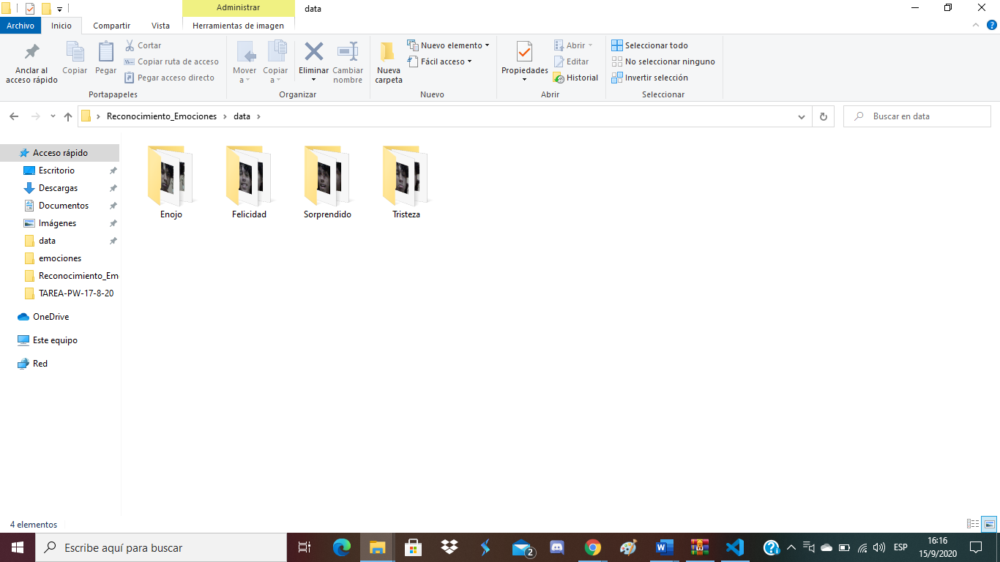 Administrar
data
Archivo
Inicio
Compartir
Vista
Herramientas de imagen
Anclar al
acceso rápido
Copiar
Pegar
Cortar
Copiar ruta de acceso
Pegar acceso directo
Portapapeles
Mover
a
Copiar
a
Eliminar
Cambiar
nombre
Organizar
Nueva
carpeta
Nuevo elemento
Fácil acceso
Nuevo
Propiedades
Abrir
Editar
Historial
Abrir
Seleccionar todo
No seleccionar ninguno
Invertir selección
Seleccionar
Reconocimiento_Emociones
data
Buscar en data
Acceso rápido
Escritorio
Descargas
Documentos
Imágenes
data
emociones
Reconocimiento_Em
TAREA-PW-17-8-20
OneDrive
Este equipo
Red
Enojo
Felicidad
Sorprendido
Tristeza
4 elementos
Escribe aquí para buscar
2
ESP
16:16
15/9/2020